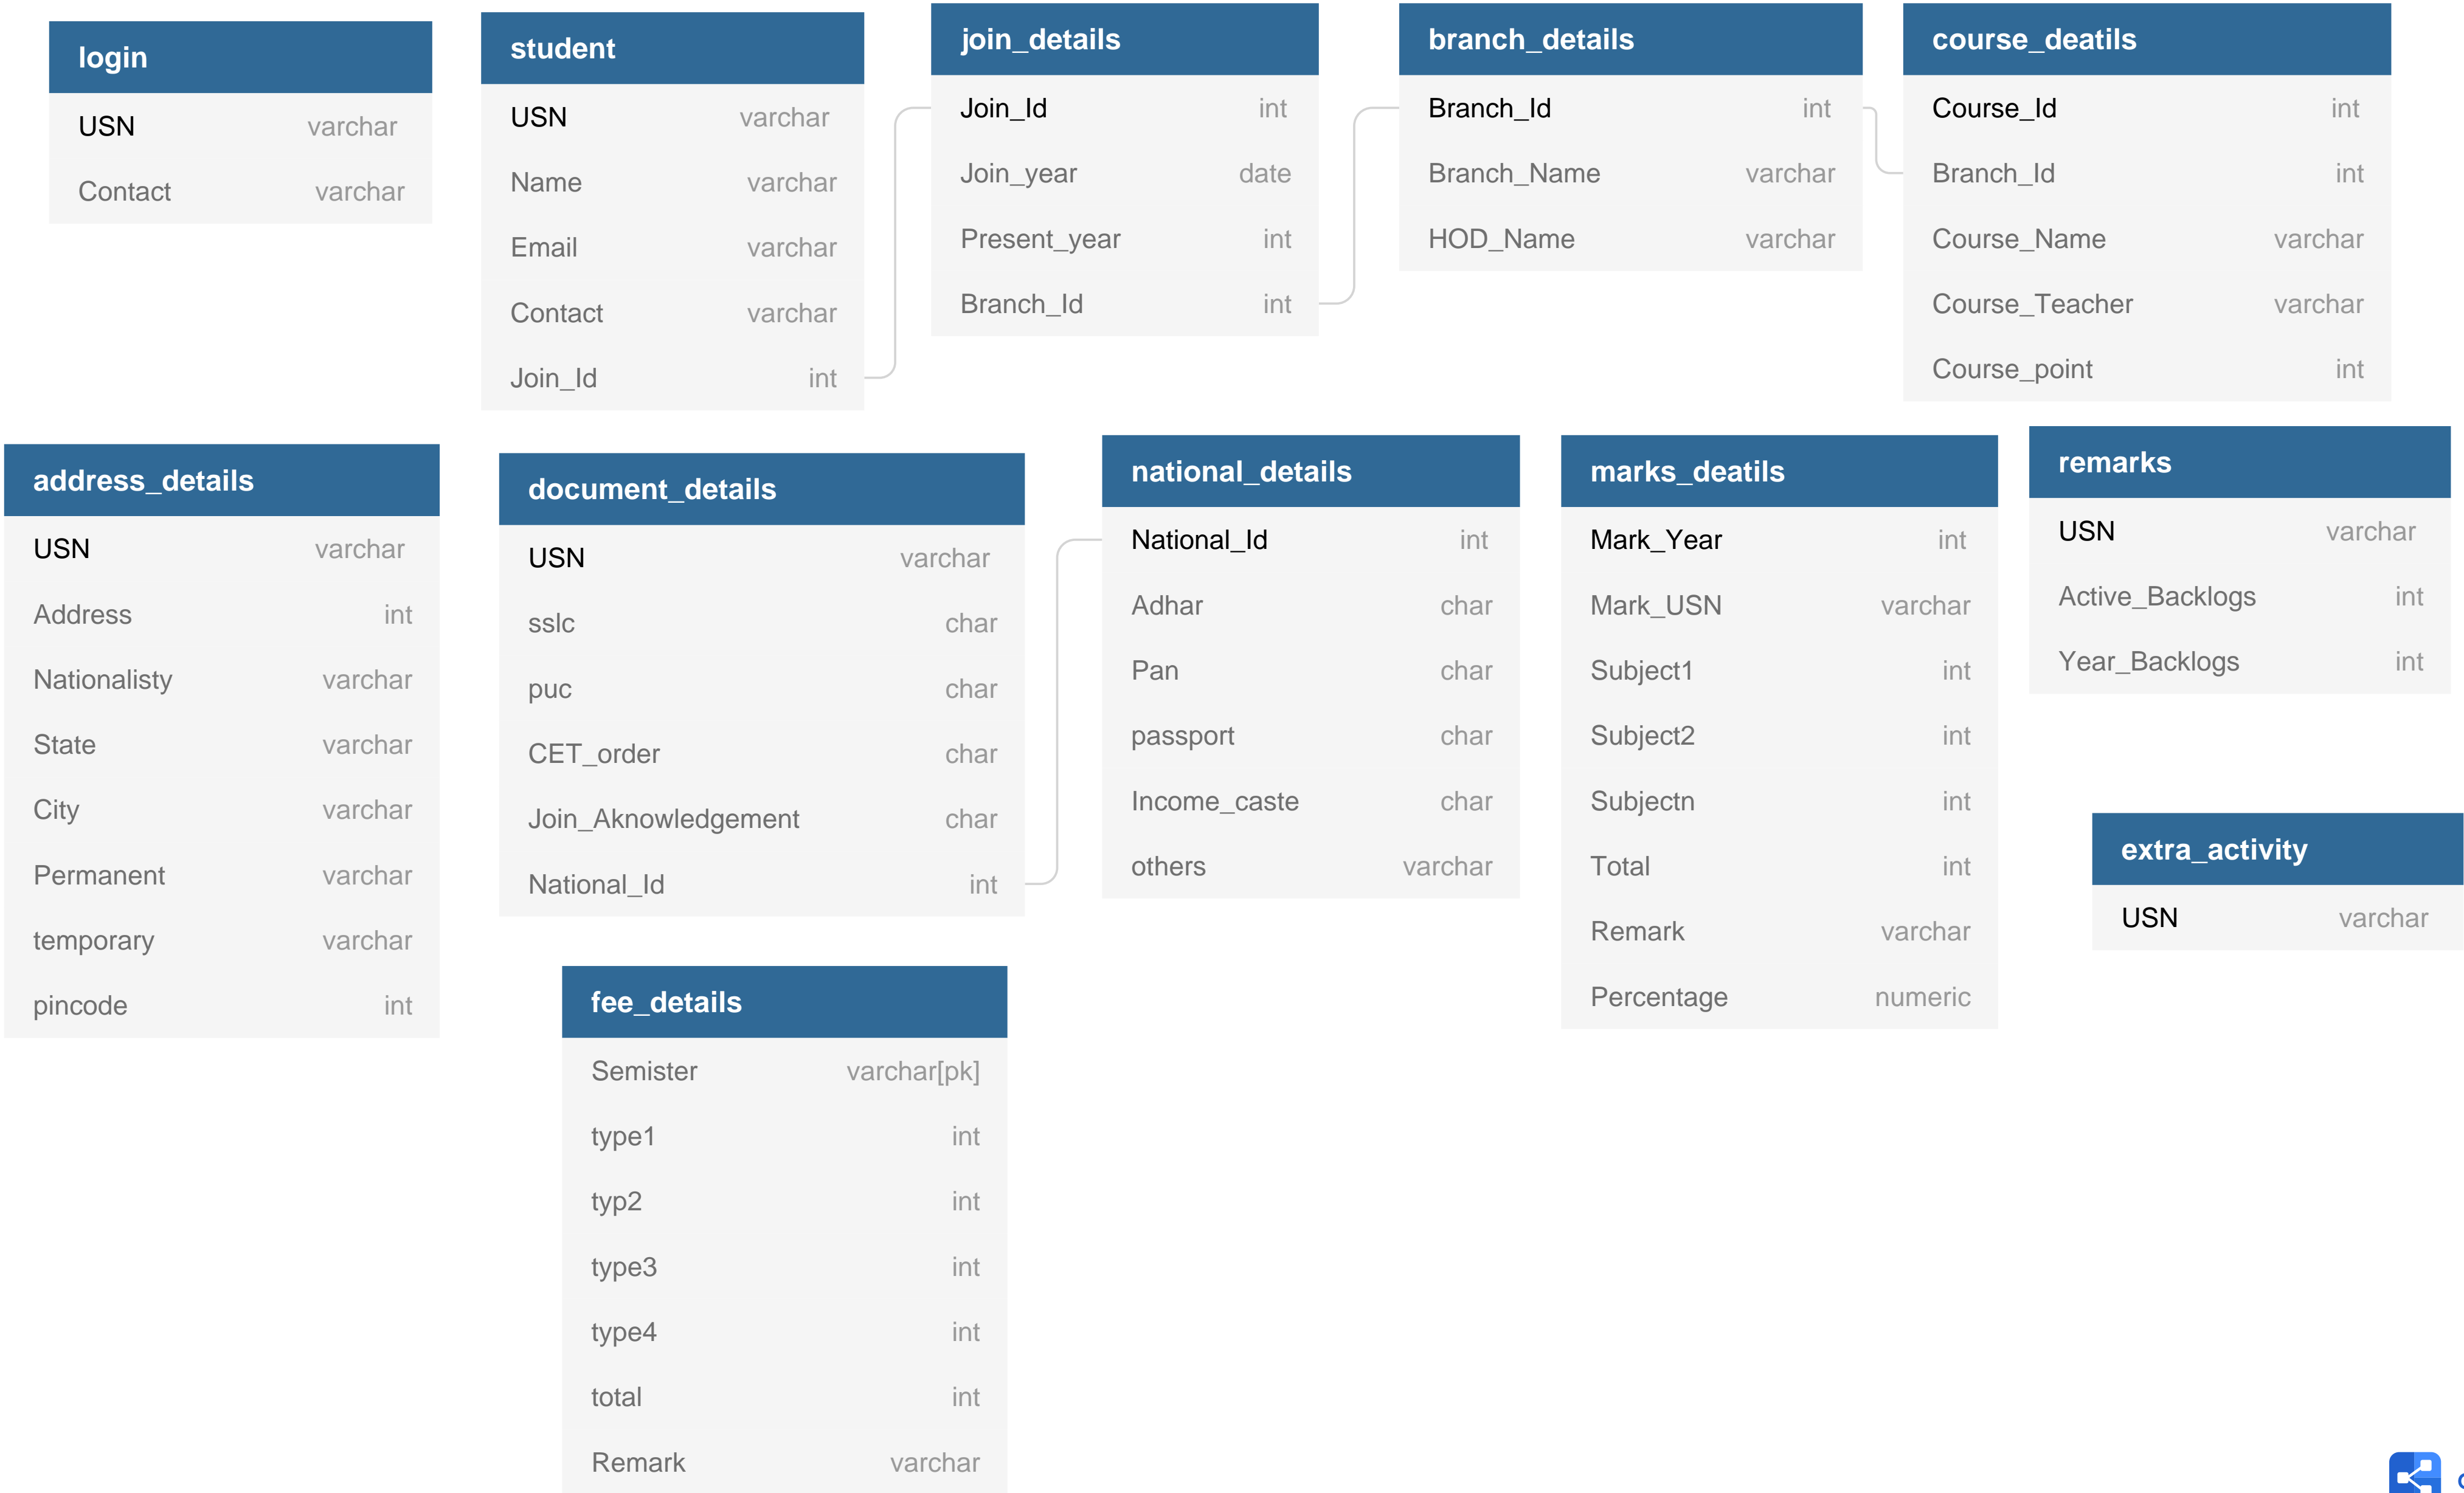 login
USN varchar
Contact varchar
student
USN varchar
Name varchar
Email varchar
Contact varchar
Join_Id int
join_details
Join_Id int
Join_year date
Present_year int
Branch_Id int
branch_details
Branch_Id int
Branch_Name varchar
HOD_Name varchar
course_deatils
Course_Id int
Branch_Id int
Course_Name varchar
Course_Teacher varchar
Course_point int
address_details
USN varchar
Address int
Nationalisty varchar
State varchar
City varchar
Permanent varchar
temporary varchar
pincode int
document_details
USN varchar
sslc char
puc char
CET_order char
Join_Aknowledgement char
National_Id int
national_details
National_Id int
Adhar char
Pan char
passport char
Income_caste char
others varchar
marks_deatils
Mark_Year int
Mark_USN varchar
Subject1 int
Subject2 int
Subjectn int
Total int
Remark varchar
Percentage numeric
remarks
USN varchar
Active_Backlogs int
Year_Backlogs int
extra_activity
USN varchar
fee_details
Semister varchar[pk]
type1 int
typ2 int
type3 int
type4 int
total int
Remark varchar